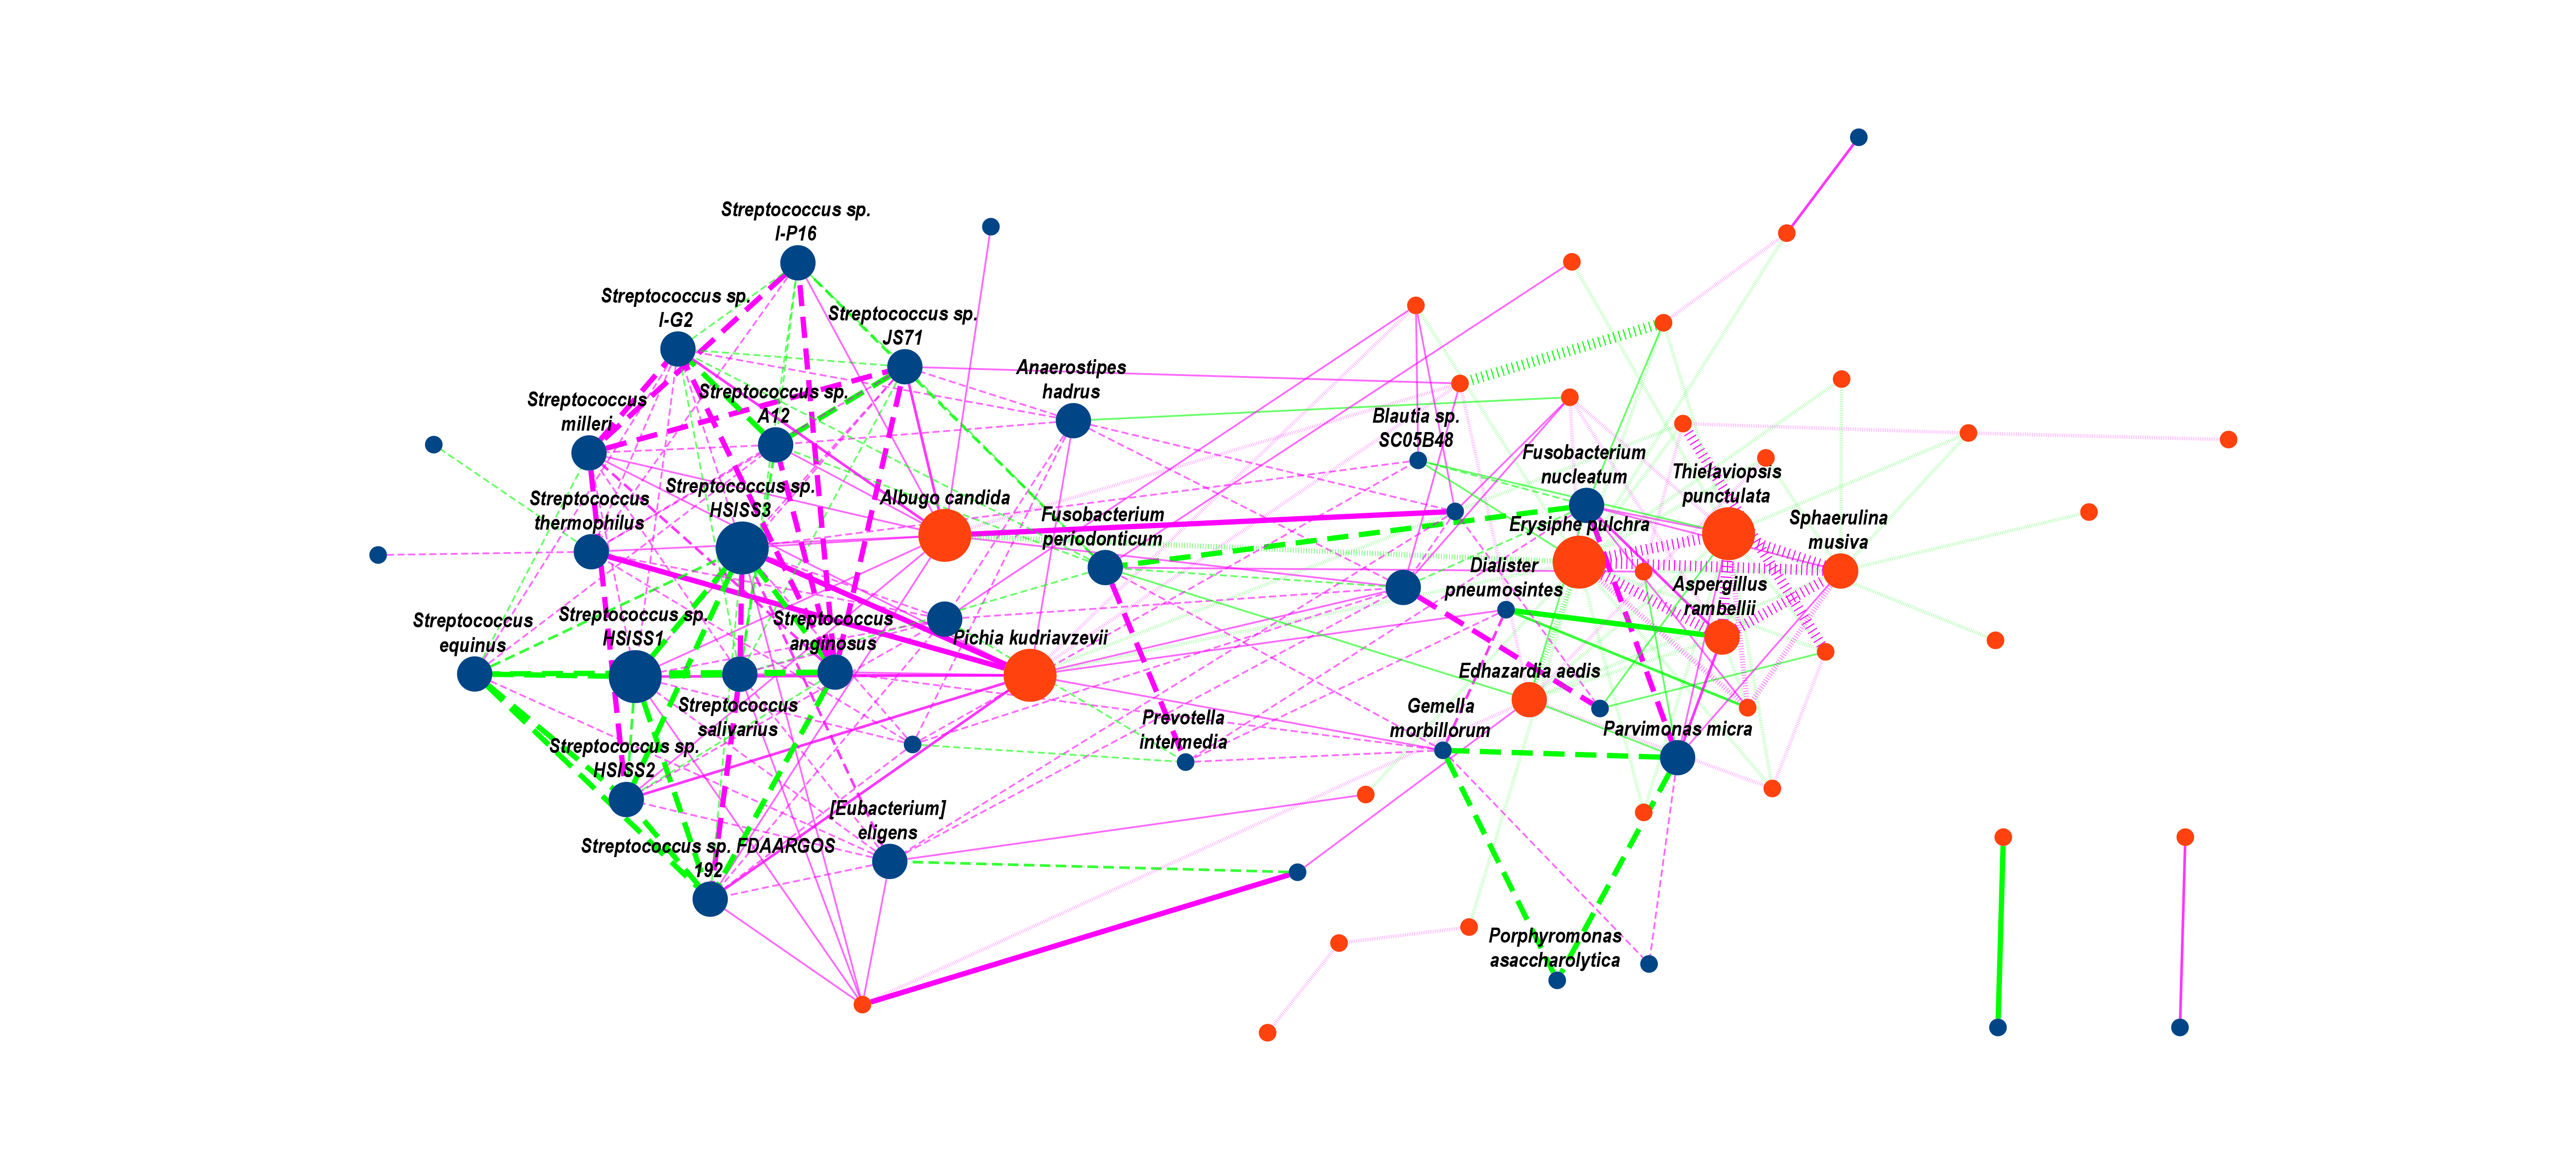 Streptococcus sp.
I-P16
Streptococcus sp.
I-G2
Streptococcus sp.
JS71
Anaerostipes
hadrus
Streptococcus
milleri
Streptococcus sp.
A12
Blautia sp.
SC05B48
Fusobacterium
nucleatum
Thielaviopsis
punctulata
Streptococcus
thermophilus
Streptococcus sp.
HSISS3
Albugo candida
Fusobacterium
periodonticum
Erysiphe pulchra
Sphaerulina
musiva
Dialister
pneumosintes
Aspergillus
rambellii
Streptococcus
equinus
Streptococcus sp.
HSISS1
Streptococcus
anginosus
Pichia kudriavzevii
Edhazardia aedis
Streptococcus
salivarius
Prevotella
intermedia
Gemella
morbillorum
Parvimonas micra
Streptococcus sp.
HSISS2
[Eubacterium]
eligens
Streptococcus sp. FDAARGOS
192
Porphyromonas
asaccharolytica